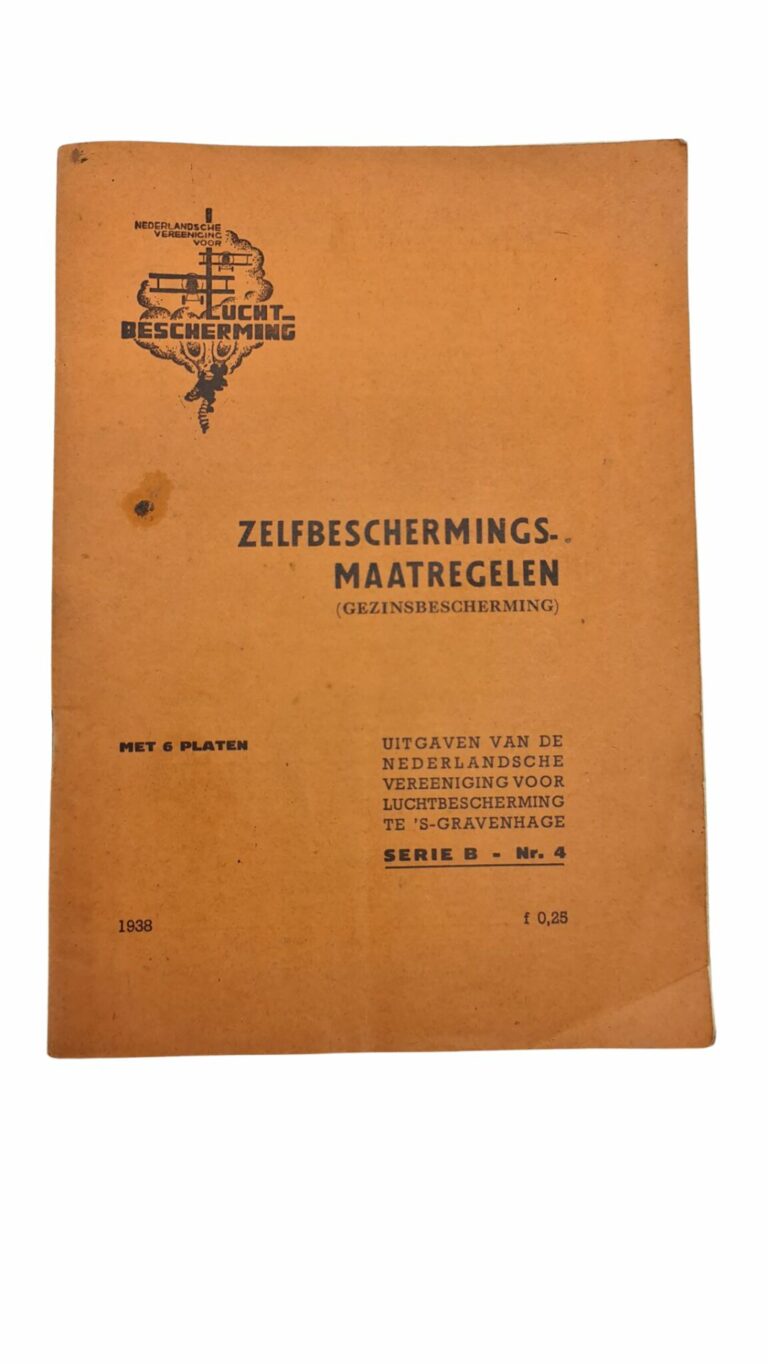 NEDERLANDSCHE
VEREENIGING
VOOR
LUCHT-
BESCHERMING
ZELFBESCHERMINGS-
MAATREGELEN
(GEZINSBESCHERMING)
MET 6 PLATEN
UITGAVEN VAN DE
NEDERLANDSCHE
VEREENIGING VOOR
LUCHTBESCHERMING
TE 'S-GRAVENHAGE
SERIE B - Nr. 4
1938
f 0,25